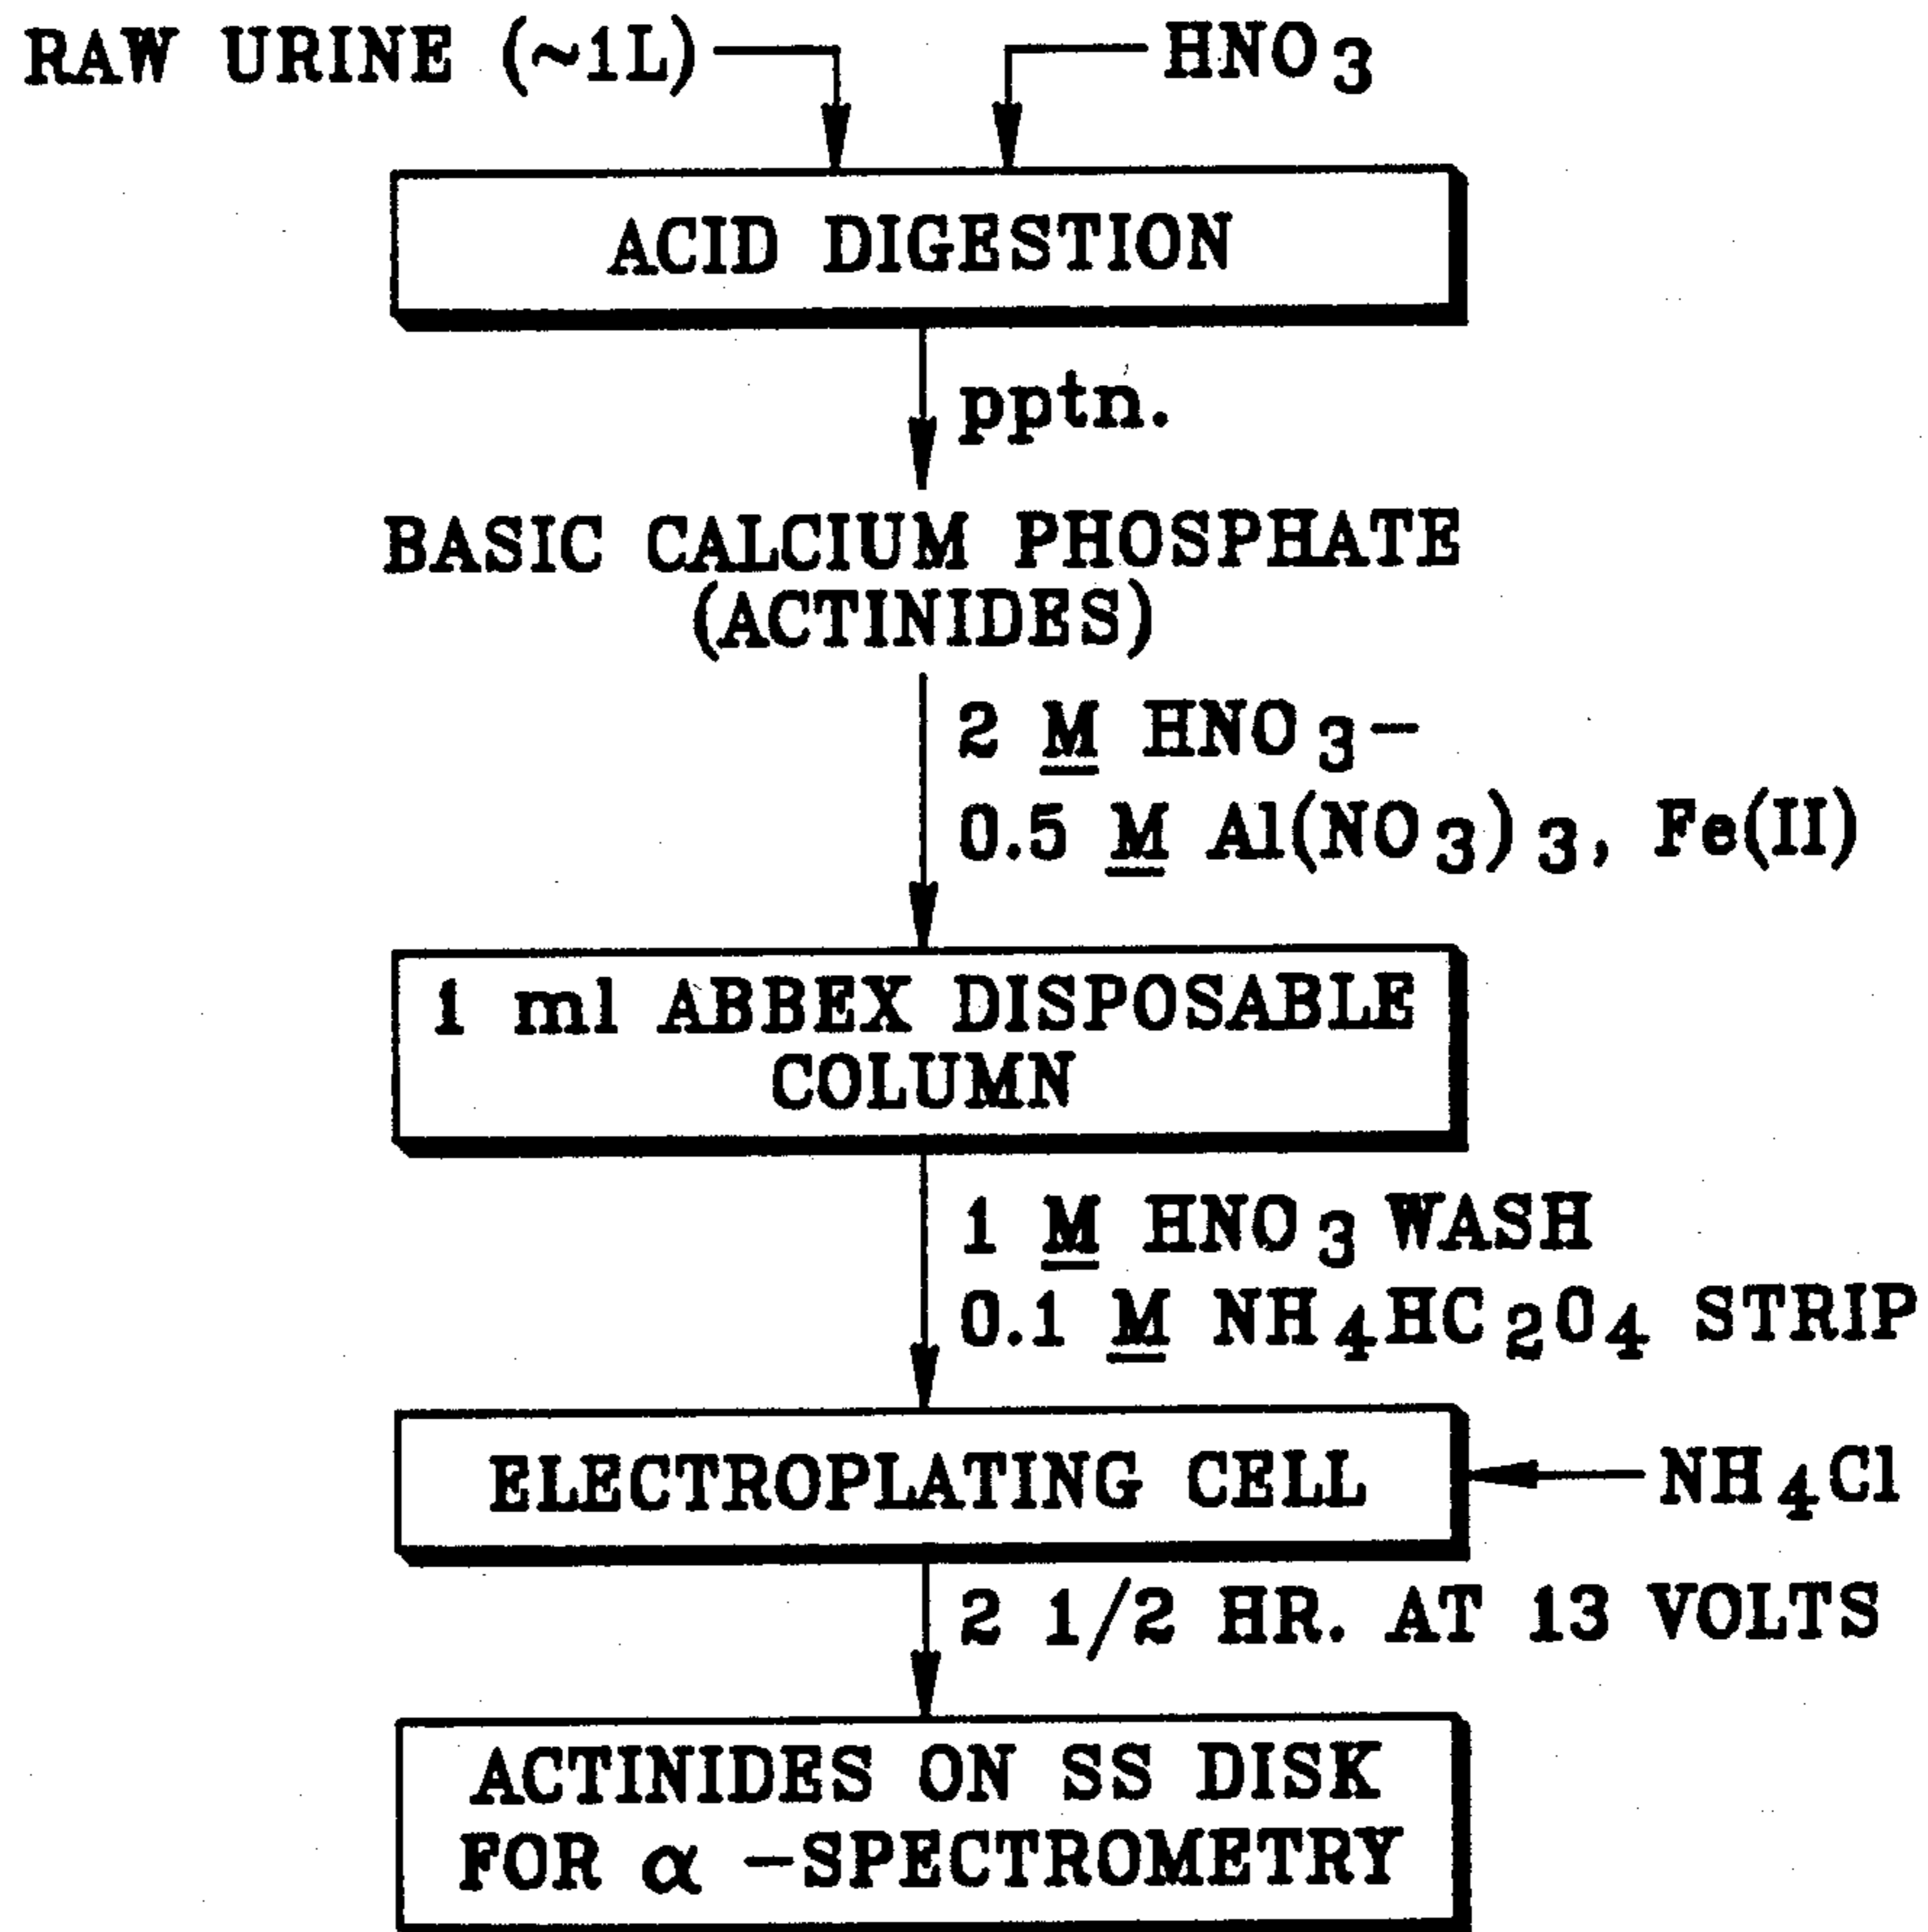 RAW URINE (~1L)
HNO3
ACID DIGESTION
pptn.
BASIC CALCIUM PHOSPHATE
(ACTINIDES)
2 M HNO3–
0.5 M Al(NO3)3, Fe(II)
1 ml ABBEX DISPOSABLE
COLUMN
1 M HNO3 WASH
0.1 M NH4HC2O4 STRIP
ELECTROPLATING CELL
NH4Cl
2 1/2 HR. AT 13 VOLTS
ACTINIDES ON SS DISK
FOR α –SPECTROMETRY